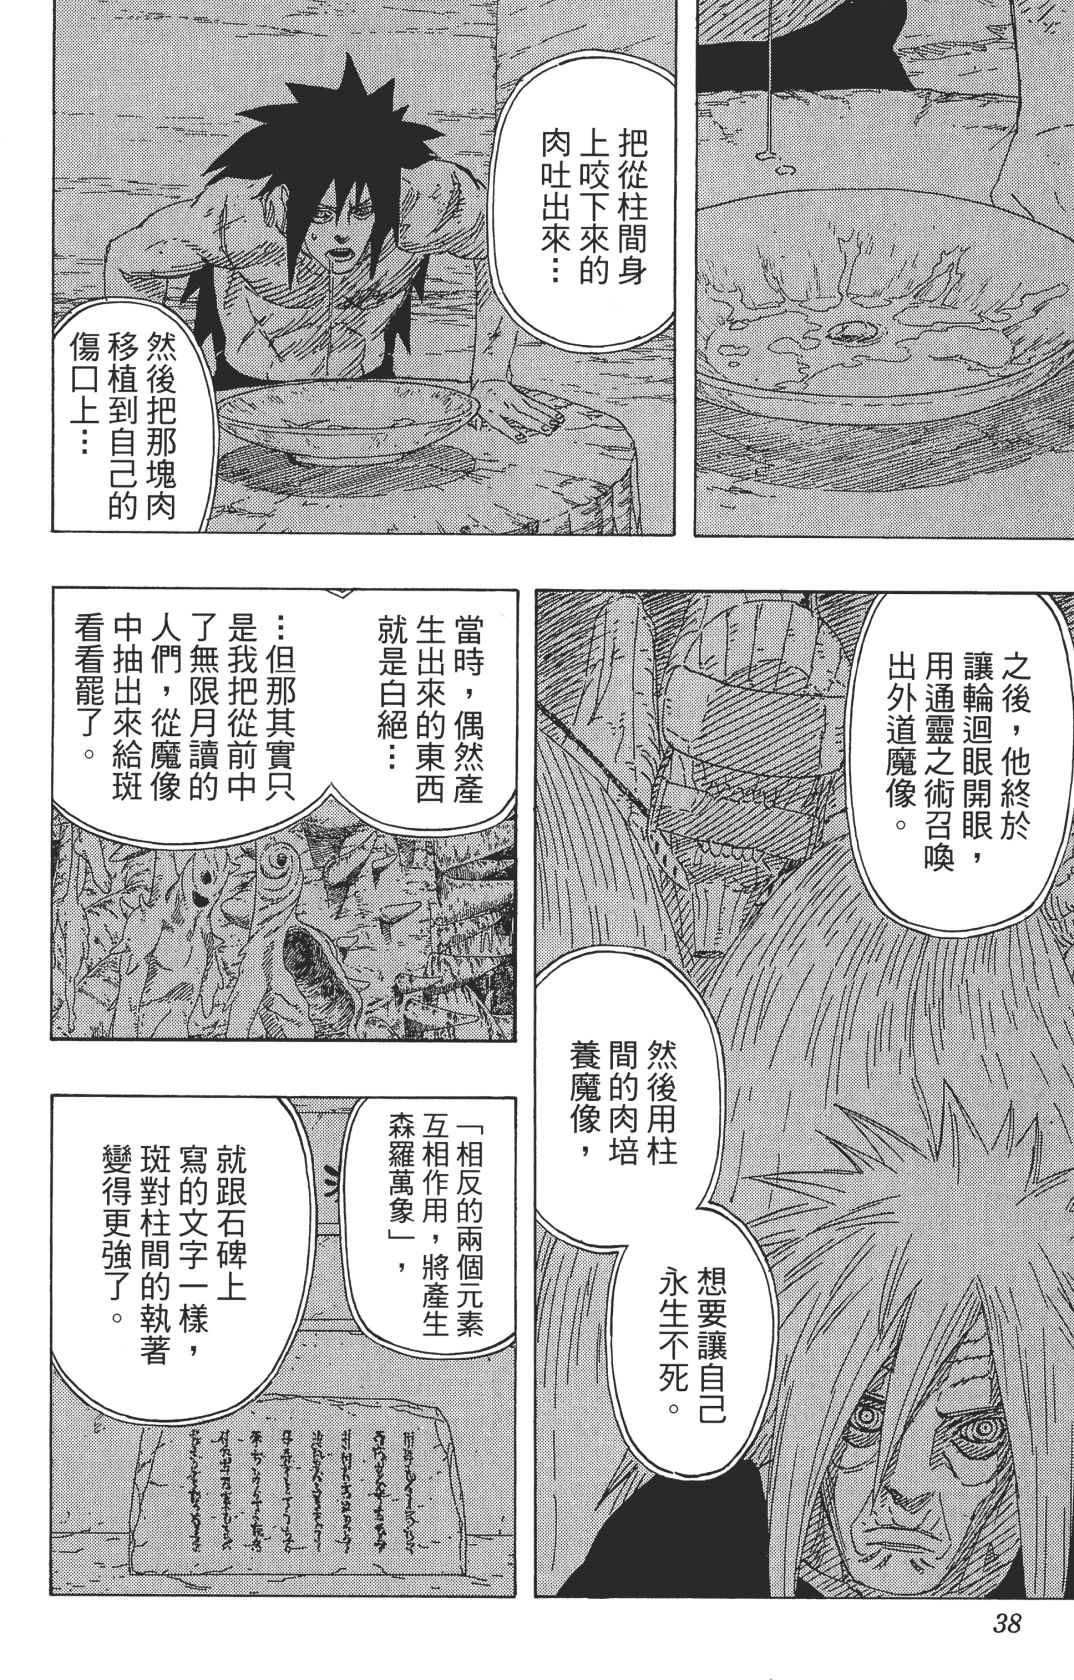 把從柱間身
上咬下來的
肉吐出來…
然後把那塊肉
移植到自己的
傷口上…
之後，他終於
讓輪迴眼開眼，
用通靈之術召喚
出外道魔像。
然後用柱
間的肉培
養魔像，
想要讓自己
永生不死。
當時，偶然產
生出來的東西
就是白絕…
…但那其實只
是我把從前中
了無限月讀的
人們，從魔像
中抽出來給斑
看看罷了。
「相反的兩個元素
互相作用，將產生
森羅萬象」，
就跟石碑上
寫的文字一樣，
斑對柱間的執著
變得更強了。
38